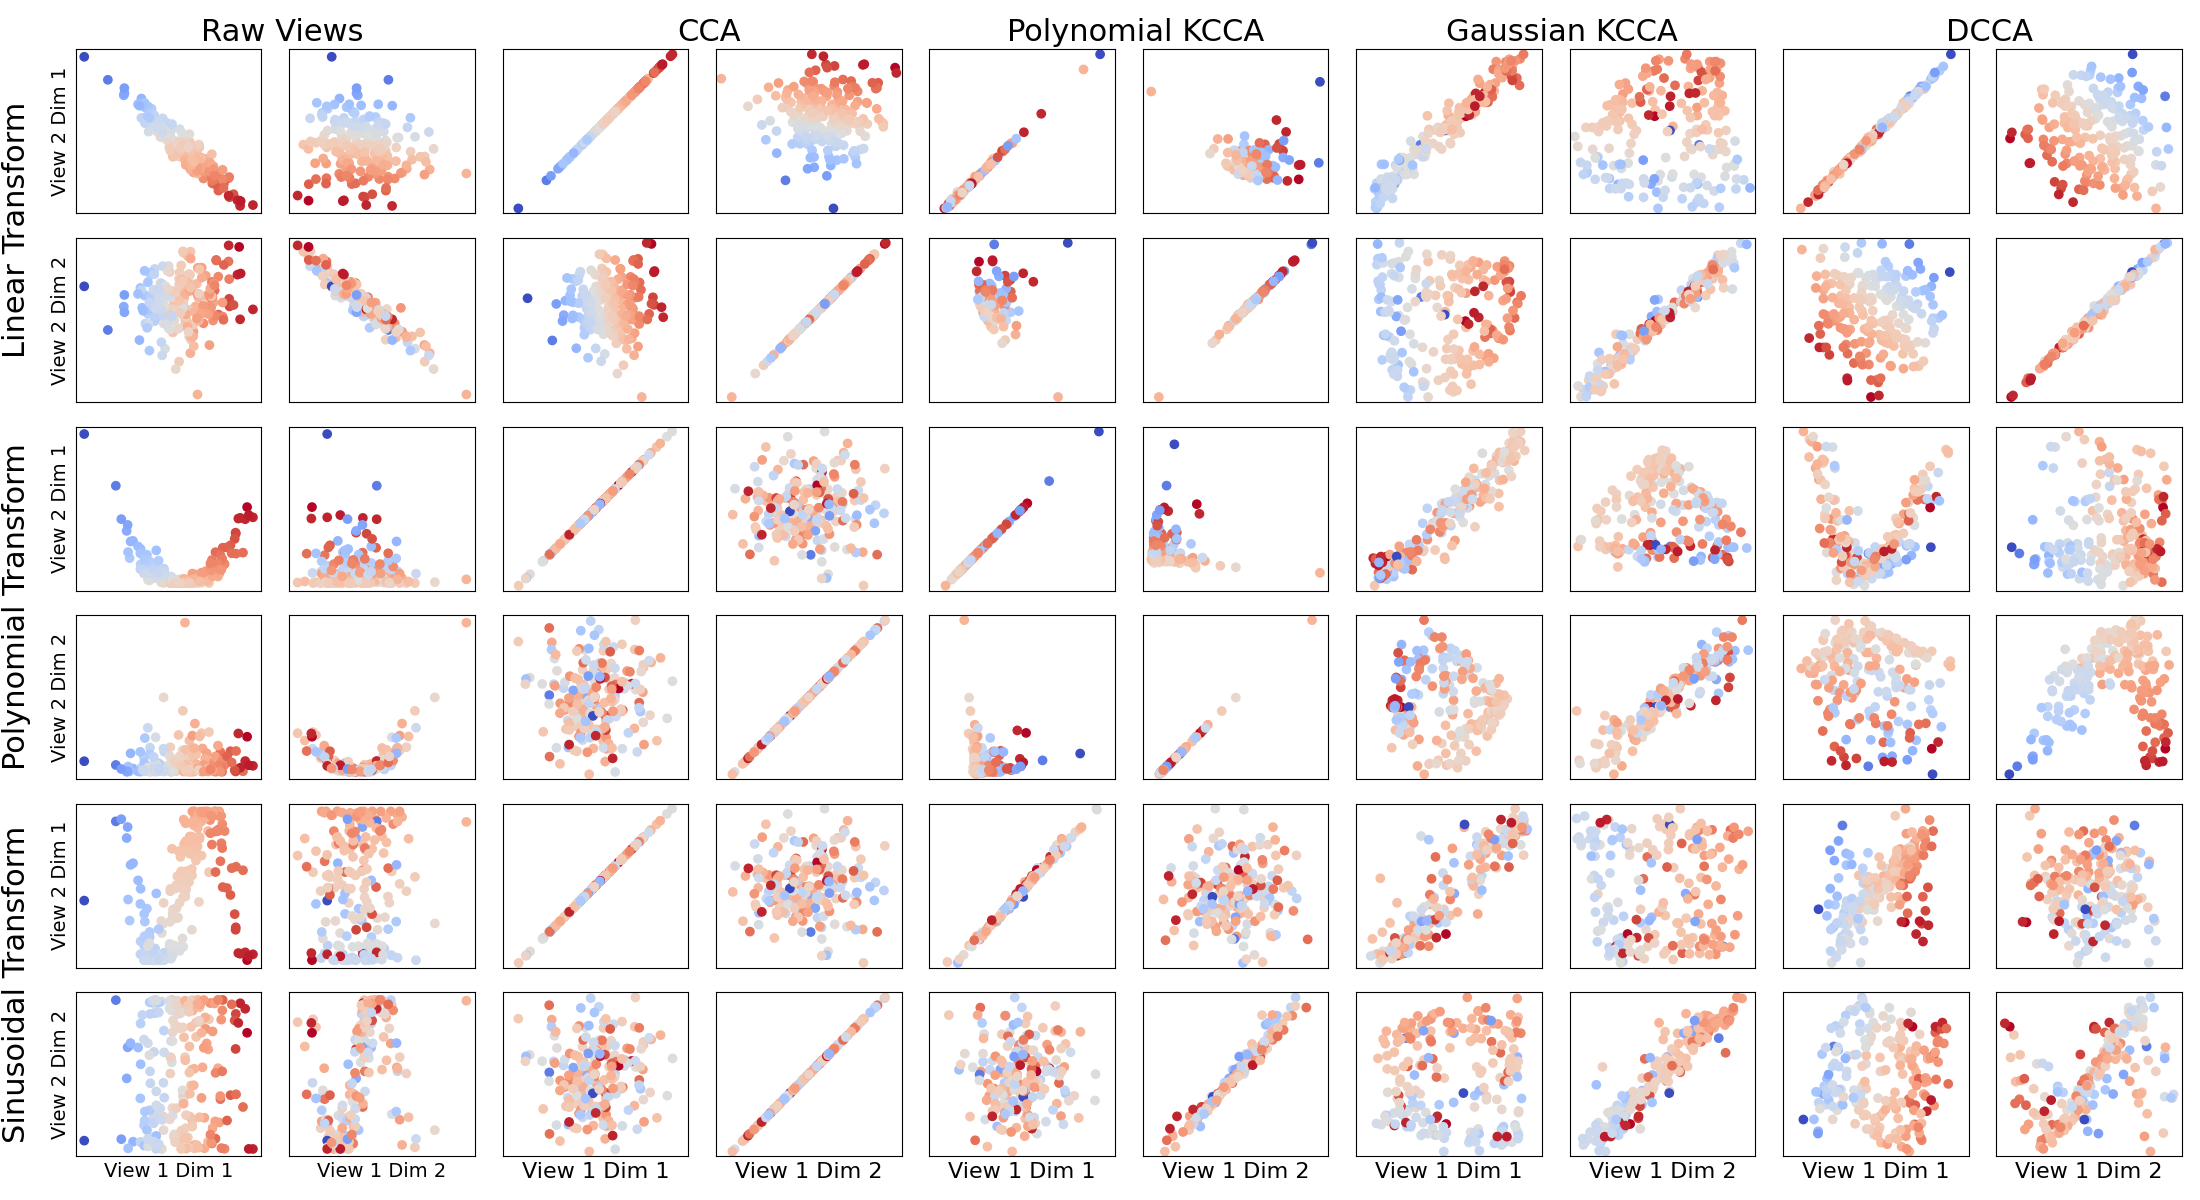 Raw Views
CCA
Polynomial KCCA
Gaussian KCCA
DCCA
Linear Transform
View 2 Dim 1
View 2 Dim 2
Polynomial Transform
View 2 Dim 1
View 2 Dim 2
Sinusoidal Transform
View 2 Dim 1
View 2 Dim 2
View 1 Dim 1
View 1 Dim 2
View 1 Dim 1
View 1 Dim 2
View 1 Dim 1
View 1 Dim 2
View 1 Dim 1
View 1 Dim 2
View 1 Dim 1
View 1 Dim 2